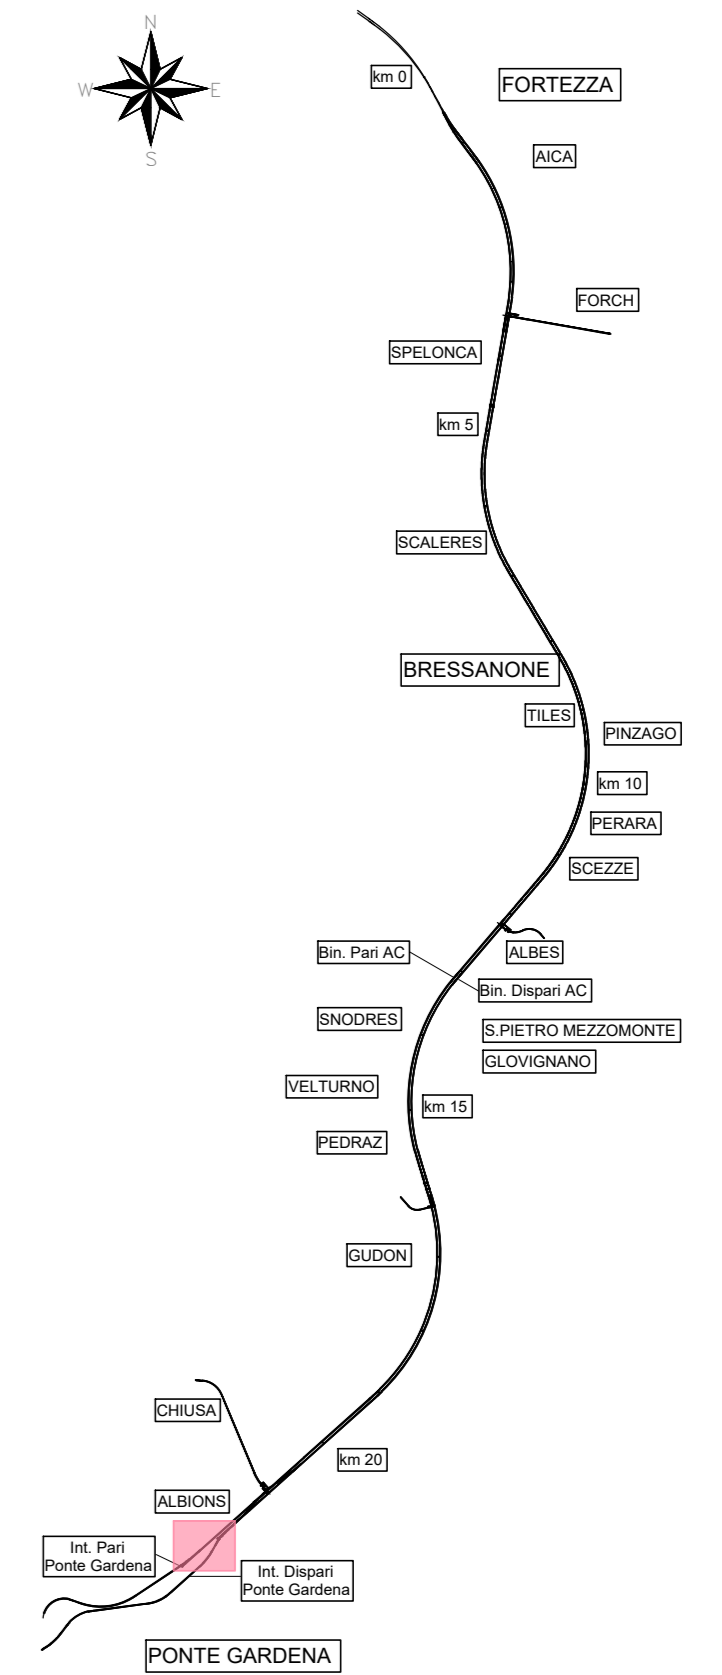 N
W
E
S
km 0
FORTEZZA
AICA
FORCH
SPELONCA
km 5
SCALERES
BRESSANONE
TILES
PINZAGO
km 10
PERARA
SCEZZE
Bin. Pari AC
ALBES
Bin. Dispari AC
SNODRES
S.PIETRO MEZZOMONTE
GLOVIGNANO
VELTURNO
km 15
PEDRAZ
GUDON
CHIUSA
km 20
ALBIONS
Int. Pari
Ponte Gardena
Int. Dispari
Ponte Gardena
PONTE GARDENA